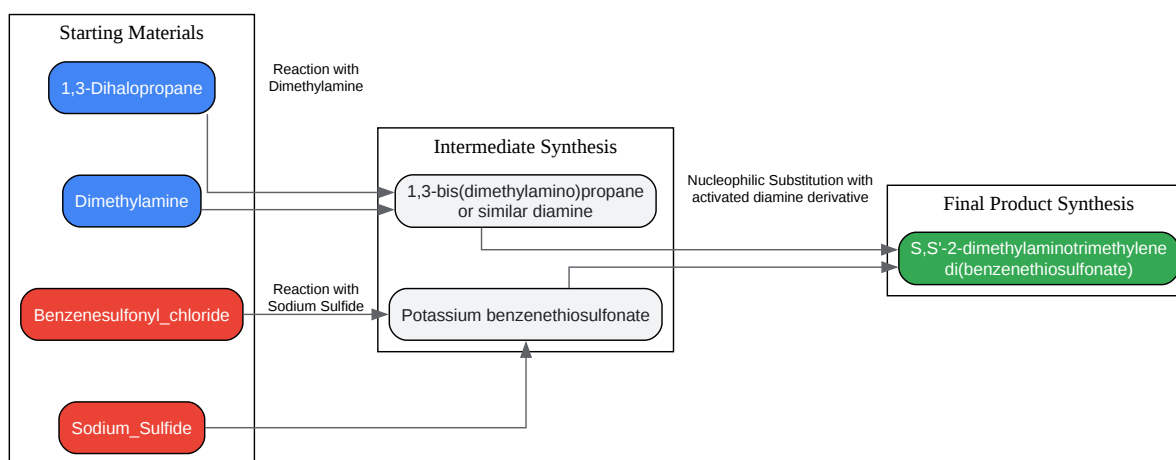 Starting Materials
1,3-Dihalopropane
Dimethylamine
Benzenesulfonyl_chloride
Sodium_Sulfide
Reaction with
Dimethylamine
Reaction with
Sodium Sulfide
Intermediate Synthesis
1,3-bis(dimethylamino)propane
or similar diamine
Potassium benzenethiosulfonate
Nucleophilic Substitution with
activated diamine derivative
Final Product Synthesis
S,S'-2-dimethylaminotrimethylene
di(benzenethiosulfonate)